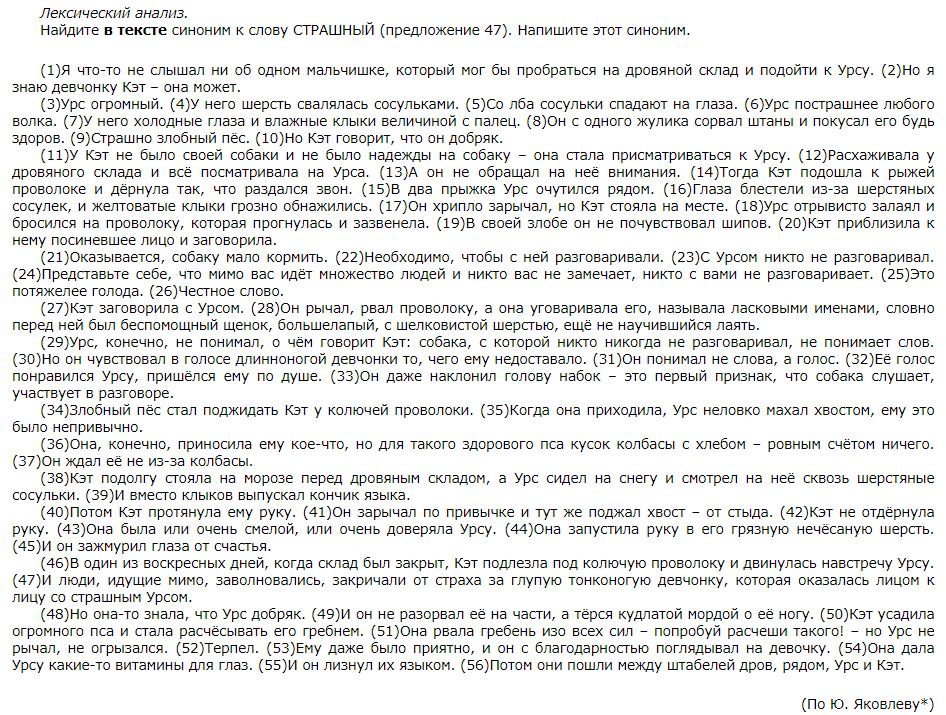 Лексический анализ.
Найдите в тексте синоним к слову СТРАШНЫЙ (предложение 47). Напишите этот синоним.
(1)Я что-то не слышал ни об одном мальчишке, который мог бы пробраться на дровяной склад и подойти к Урсу. (2)Но я
знаю девчонку Кэт – она может.
(3)Урс огромный. (4)У него шерсть свалялась сосульками. (5)Со лба сосульки спадают на глаза. (6)Урс пострашнее любого
волка. (7)У него холодные глаза и влажные клыки величиной с палец. (8)Он с одного жулика сорвал штаны и покусал его будь
здоров. (9)Страшно злобный пёс. (10)Но Кэт говорит, что он добряк.
(11)У Кэт не было своей собаки и не было надежды на собаку – она стала присматриваться к Урсу. (12)Расхаживала у
дровяного склада и всё посматривала на Урса. (13)А он не обращал на неё внимания. (14)Тогда Кэт подошла к рыжей
проволоке и дёрнула так, что раздался звон. (15)В два прыжка Урс очутился рядом. (16)Глаза блестели из-за шерстяных
сосулек, и желтоватые клыки грозно обнажились. (17)Он хрипло зарычал, но Кэт стояла на месте. (18)Урс отрывисто залаял и
бросился на проволоку, которая прогнулась и зазвенела. (19)В своей злобе он не почувствовал шипов. (20)Кэт приблизила к
нему посиневшее лицо и заговорила.
(21)Оказывается, собаку мало кормить. (22)Необходимо, чтобы с ней разговаривали. (23)С Урсом никто не разговаривал.
(24)Представьте себе, что мимо вас идёт множество людей и никто вас не замечает, никто с вами не разговаривает. (25)Это
потяжелее голода. (26)Честное слово.
(27)Кэт заговорила с Урсом. (28)Он рычал, рвал проволоку, а она уговаривала его, называла ласковыми именами, словно
перед ней был беспомощный щенок, большелапый, с шелковистой шерстью, ещё не научившийся лаять.
(29)Урс, конечно, не понимал, о чём говорит Кэт: собака, с которой никто никогда не разговаривал, не понимает слов.
(30)Но он чувствовал в голосе длинноногой девчонки то, чего ему недоставало. (31)Он понимал не слова, а голос. (32)Её голос
понравился Урсу, пришёлся ему по душе. (33)Он даже наклонил голову набок – это первый признак, что собака слушает,
участвует в разговоре.
(34)Злобный пёс стал поджидать Кэт у колючей проволоки. (35)Когда она приходила, Урс неловко махал хвостом, ему это
было непривычно.
(36)Она, конечно, приносила ему кое-что, но для такого здорового пса кусок колбасы с хлебом – ровным счётом ничего.
(37)Он ждал её не из-за колбасы.
(38)Кэт подолгу стояла на морозе перед дровяным складом, а Урс сидел на снегу и смотрел на неё сквозь шерстяные
сосульки. (39)И вместо клыков выпускал кончик языка.
(40)Потом Кэт протянула ему руку. (41)Он зарычал по привычке и тут же поджал хвост – от стыда. (42)Кэт не отдёрнула
руку. (43)Она была или очень смелой, или очень доверяла Урсу. (44)Она запустила руку в его грязную нечёсаную шерсть.
(45)И он зажмурил глаза от счастья.
(46)В один из воскресных дней, когда склад был закрыт, Кэт подлезла под колючую проволоку и двинулась навстречу Урсу.
(47)И люди, идущие мимо, заволновались, закричали от страха за глупую тонконогую девчонку, которая оказалась лицом к
лицу со страшным Урсом.
(48)Но она-то знала, что Урс добряк. (49)И он не разорвал её на части, а тёрся кудлатой мордой о её ногу. (50)Кэт усадила
огромного пса и стала расчёсывать его гребнем. (51)Она рвала гребень изо всех сил – попробуй расчеши такого! – но Урс не
рычал, не огрызался. (52)Терпел. (53)Ему даже было приятно, и он с благодарностью поглядывал на девочку. (54)Она дала
Урсу какие-то витамины для глаз. (55)И он лизнул их языком. (56)Потом они пошли между штабелей дров, рядом, Урс и Кэт.
(По Ю. Яковлеву*)